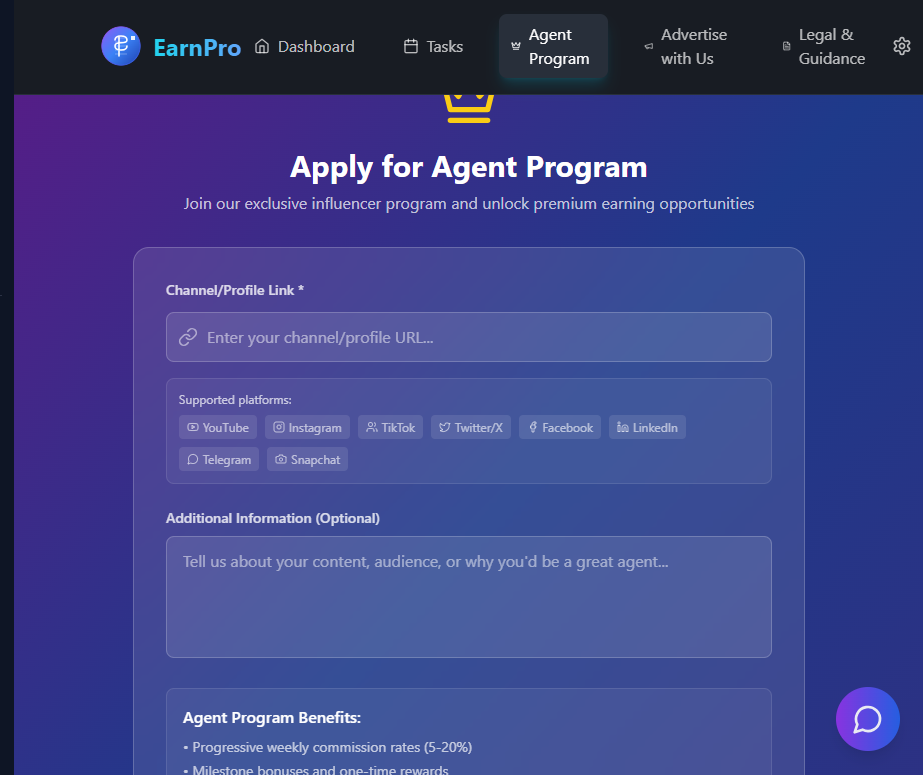 EarnPro
Dashboard
Tasks
Agent
Program
Advertise
with Us
Legal &
Guidance
Apply for Agent Program
Join our exclusive influencer program and unlock premium earning opportunities
Channel/Profile Link *
Enter your channel/profile URL...
Supported platforms:
YouTube Instagram TikTok Twitter/X Facebook LinkedIn
Telegram Snapchat
Additional Information (Optional)
Tell us about your content, audience, or why you'd be a great agent...
Agent Program Benefits:
• Progressive weekly commission rates (5-20%)
• Milestone bonuses and one-time rewards